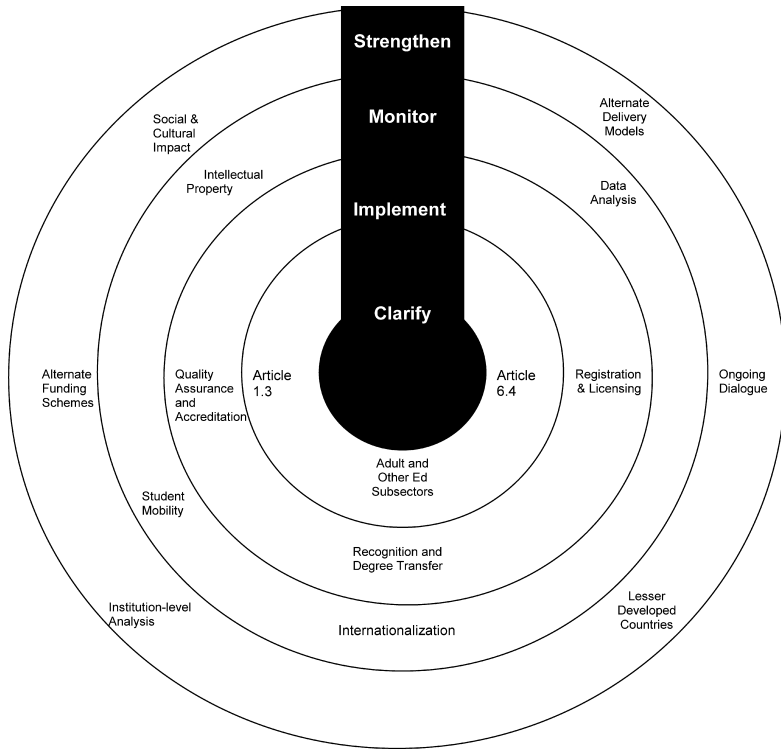 Strengthen
Monitor
Implement
Clarify
Social &
Cultural
Impact
Alternate
Delivery
Models
Intellectual
Property
Data
Analysis
Alternate
Funding
Schemes
Quality
Assurance
and
Accreditation
Article
1.3
Article
6.4
Registration
& Licensing
Ongoing
Dialogue
Adult and
Other Ed
Subsectors
Student
Mobility
Recognition and
Degree Transfer
Institution-level
Analysis
Internationalization
Lesser
Developed
Countries